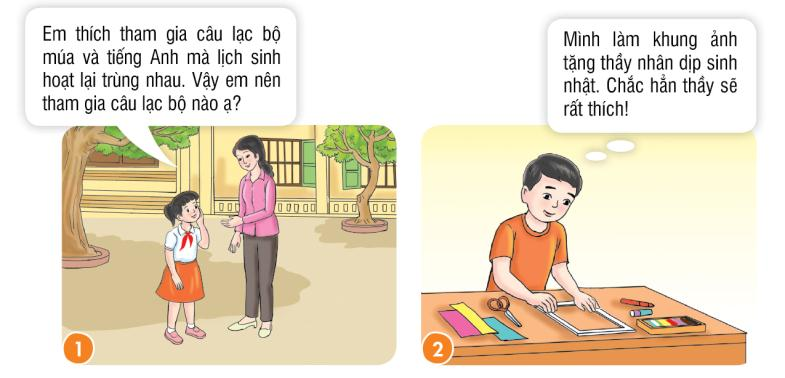 Em thích tham gia câu lạc bộ
múa và tiếng Anh mà lịch sinh
hoạt lại trùng nhau. Vậy em nên
tham gia câu lạc bộ nào ạ?
Mình làm khung ảnh
tặng thầy nhân dịp sinh
nhật. Chắc hẳn thầy sẽ
rất thích!
1
2